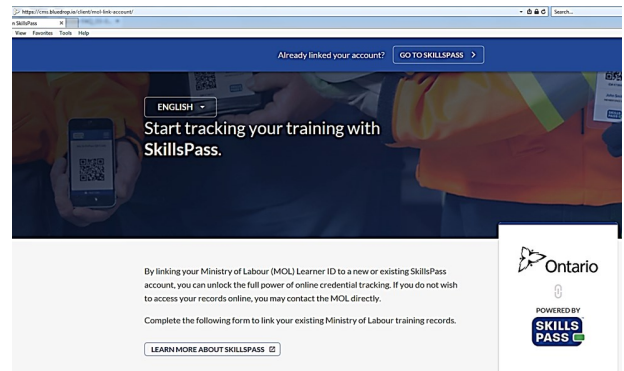 https://cms.bluedrop.io/client/mol-link-account/
Search...
n SkillsPass
View Favorites Tools Help
Already linked your account?
GO TO SKILLSPASS
ENGLISH
Start tracking your training with
SkillsPass.
Ontario
By linking your Ministry of Labour (MOL) Learner ID to a new or existing SkillsPass
account, you can unlock the full power of online credential tracking. If you do not wish
to access your records online, you may contact the MOL directly.
POWERED BY
SKILLS
PASS
Complete the following form to link your existing Ministry of Labour training records.
LEARN MORE ABOUT SKILLSPASS